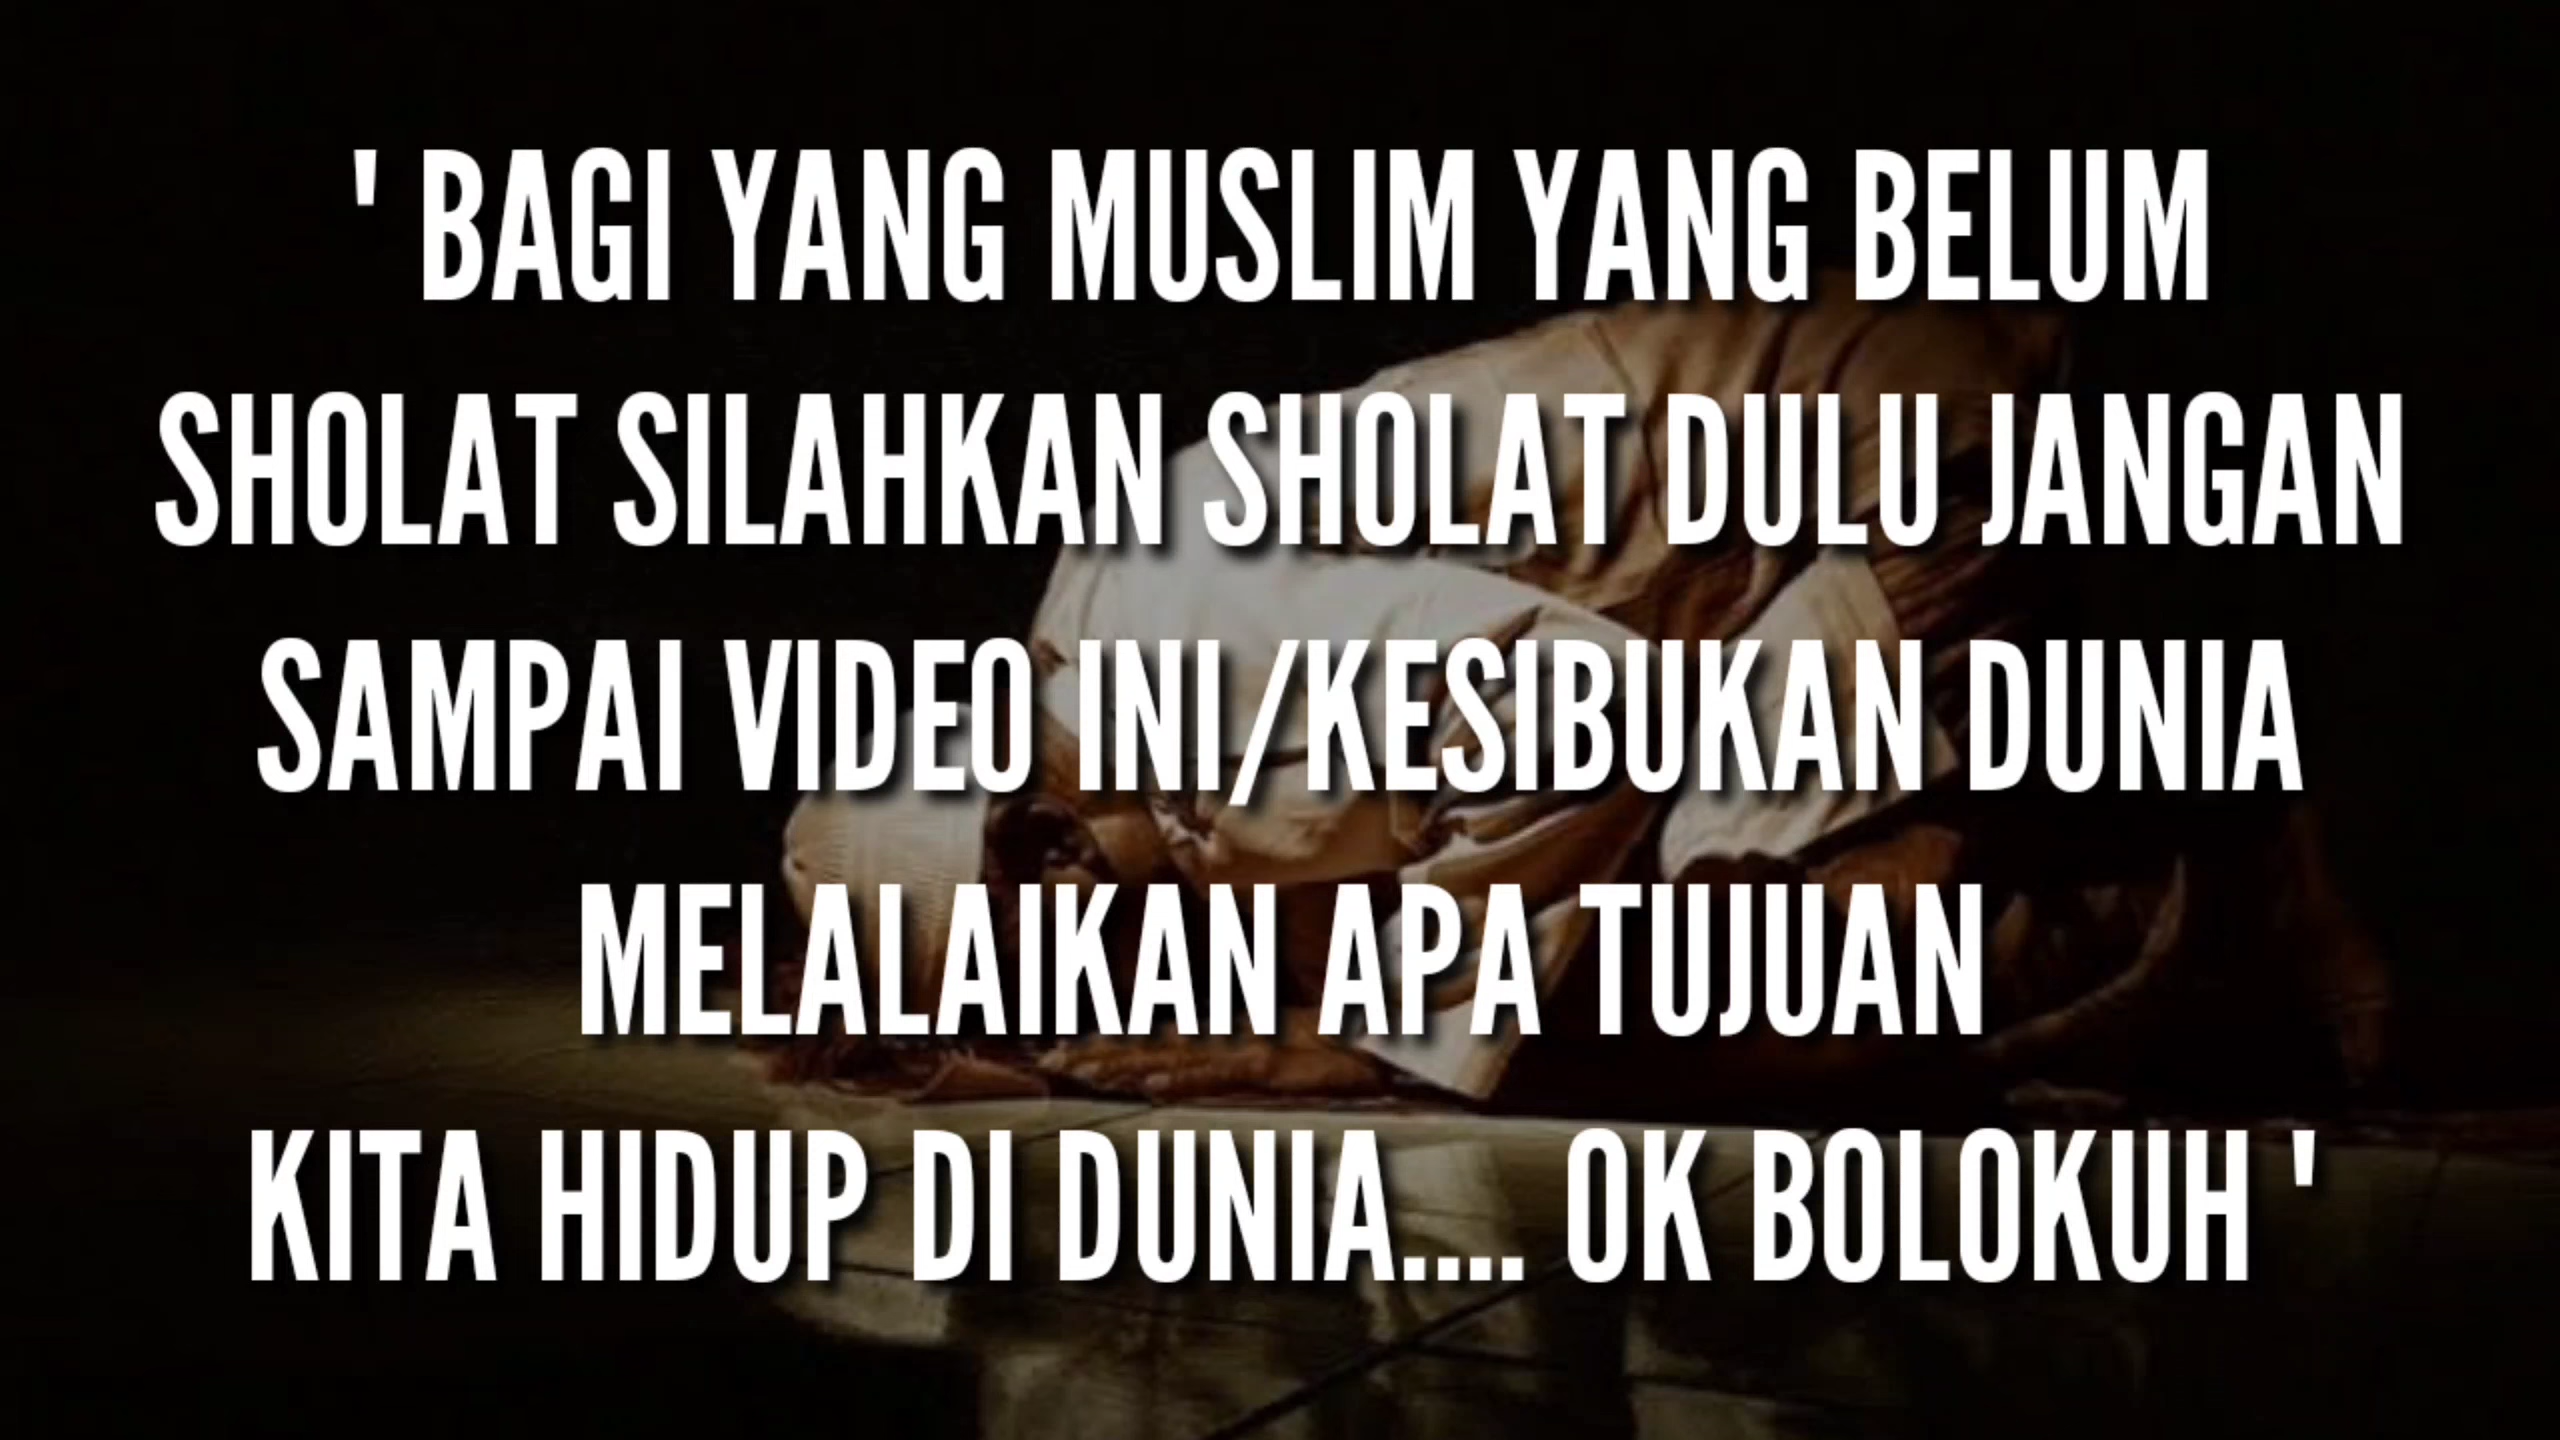 ' BAGI YANG MUSLIM YANG BELUM
SHOLAT SILAHKAN SHOLAT DULU JANGAN
SAMPAI VIDEO INI/KESIBUKAN DUNIA
MELALAIKAN APA TUJUAN
KITA HIDUP DI DUNIA.... OK BOLOKUH '